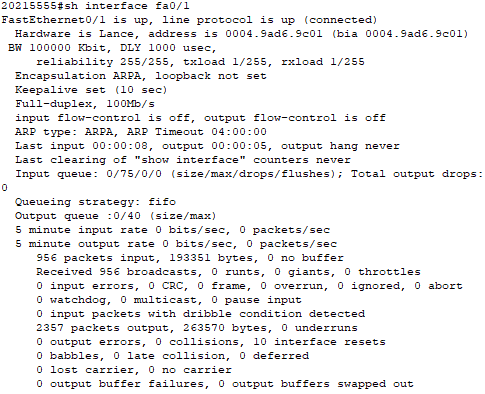 20215555#sh interface fa0/1
FastEthernet0/1 is up, line protocol is up (connected)
Hardware is Lance, address is 0004.9ad6.9c01 (bia 0004.9ad6.9c01)
BW 100000 Kbit, DLY 1000 usec,
reliability 255/255, txload 1/255, rxload 1/255
Encapsulation ARPA, loopback not set
Keepalive set (10 sec)
Full-duplex, 100Mb/s
input flow-control is off, output flow-control is off
ARP type: ARPA, ARP Timeout 04:00:00
Last input 00:00:08, output 00:00:05, output hang never
Last clearing of "show interface" counters never
Input queue: 0/75/0/0 (size/max/drops/flushes); Total output drops:
0
Queueing strategy: fifo
Output queue :0/40 (size/max)
5 minute input rate 0 bits/sec, 0 packets/sec
5 minute output rate 0 bits/sec, 0 packets/sec
956 packets input, 193351 bytes, 0 no buffer
Received 956 broadcasts, 0 runts, 0 giants, 0 throttles
0 input errors, 0 CRC, 0 frame, 0 overrun, 0 ignored, 0 abort
0 watchdog, 0 multicast, 0 pause input
0 input packets with dribble condition detected
2357 packets output, 263570 bytes, 0 underruns
0 output errors, 0 collisions, 10 interface resets
0 babbles, 0 late collision, 0 deferred
0 lost carrier, 0 no carrier
0 output buffer failures, 0 output buffers swapped out